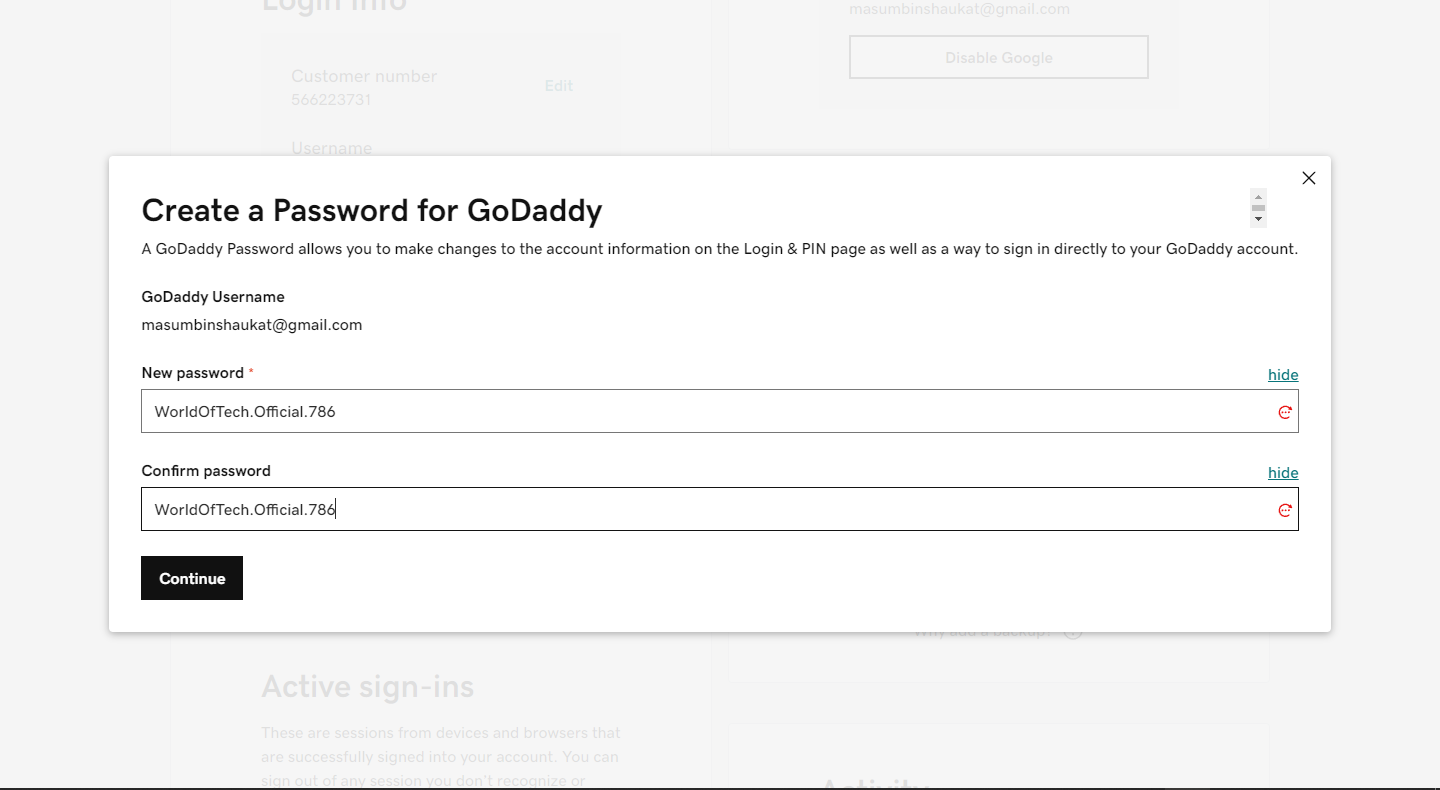 Login Info
masumbinshaukat@gmail.com
Disable Google
Customer number
566223731
Edit
Username
Create a Password for GoDaddy
A GoDaddy Password allows you to make changes to the account information on the Login & PIN page as well as a way to sign in directly to your GoDaddy account.
GoDaddy Username
masumbinshaukat@gmail.com
New password *
hide
WorldOfTech.Official.786
Confirm password
hide
WorldOfTech.Official.786
Continue
Why add a backup?
Active sign-ins
These are sessions from devices and browsers that
are successfully signed into your account. You can
sign out of any session you don't recognize or
Activity